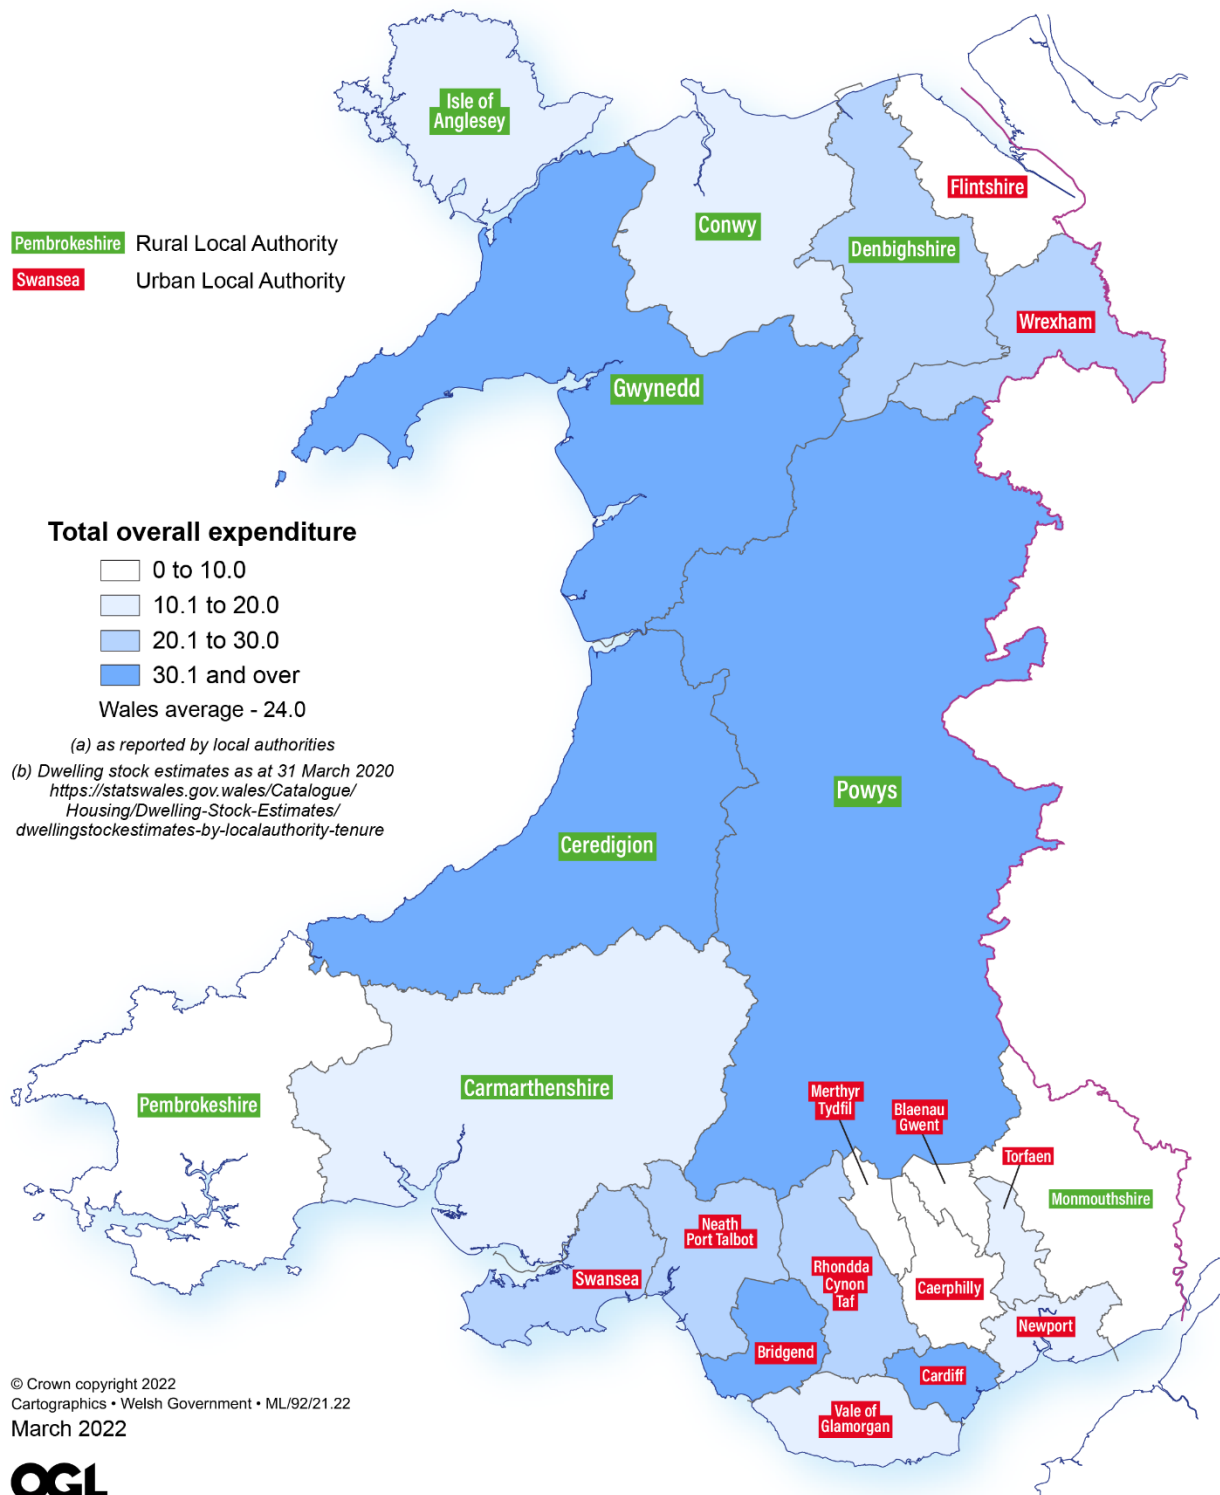 Isle of
Anglesey
Flintshire
Conwy
Pembrokeshire Rural Local Authority
Denbighshire
Swansea Urban Local Authority
Wrexham
Gwynedd
Total overall expenditure
0 to 10.0
10.1 to 20.0
20.1 to 30.0
30.1 and over
Wales average - 24.0
(a) as reported by local authorities
(b) Dwelling stock estimates as at 31 March 2020
https://statswales.gov.wales/Catalogue/
Housing/Dwelling-Stock-Estimates/
dwellingstockestimates-by-localauthority-tenure
Powys
Ceredigion
Carmarthenshire
Pembrokeshire
Merthyr
Tydfil
Blaenau
Gwent
Torfaen
Monmouthshire
Neath
Port Talbot
Swansea
Rhondda
Cynon
Taf
Caerphilly
Newport
Bridgend
Cardiff
Vale of
Glamorgan
© Crown copyright 2022
Cartographics • Welsh Government • ML/92/21.22
March 2022
OGL